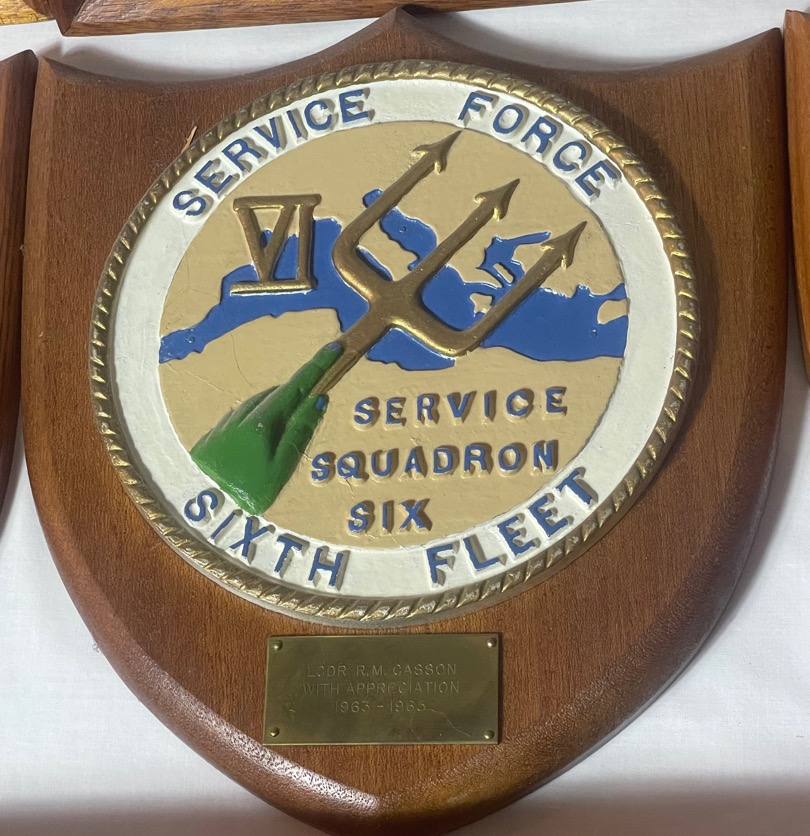 SERVICE FORCE
VI
SERVICE
SQUADRON
SIX
SIXTH FLEET
LCDR R.M. CASSON
WITH APPRECIATION
1963 - 1965